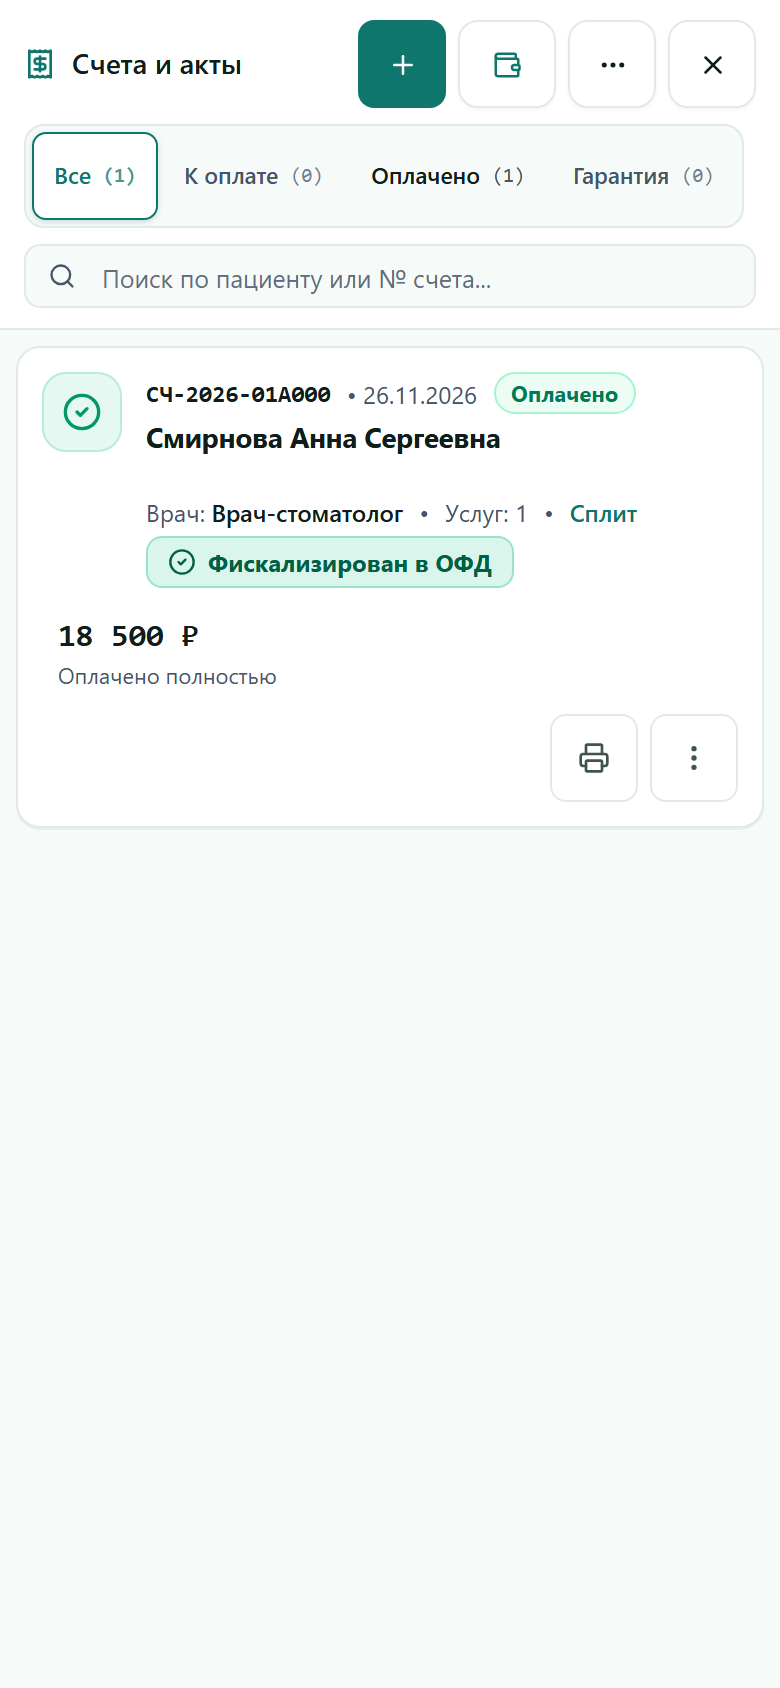 Счета и акты
Все (1) К оплате (0) Оплачено (1) Гарантия (0)
Поиск по пациенту или № счета...
СЧ-2026-01A000 • 26.11.2026 Оплачено
Смирнова Анна Сергеевна
Врач: Врач-стоматолог • Услуг: 1 • Сплит
Фискализирован в ОФД
18 500 ₽
Оплачено полностью